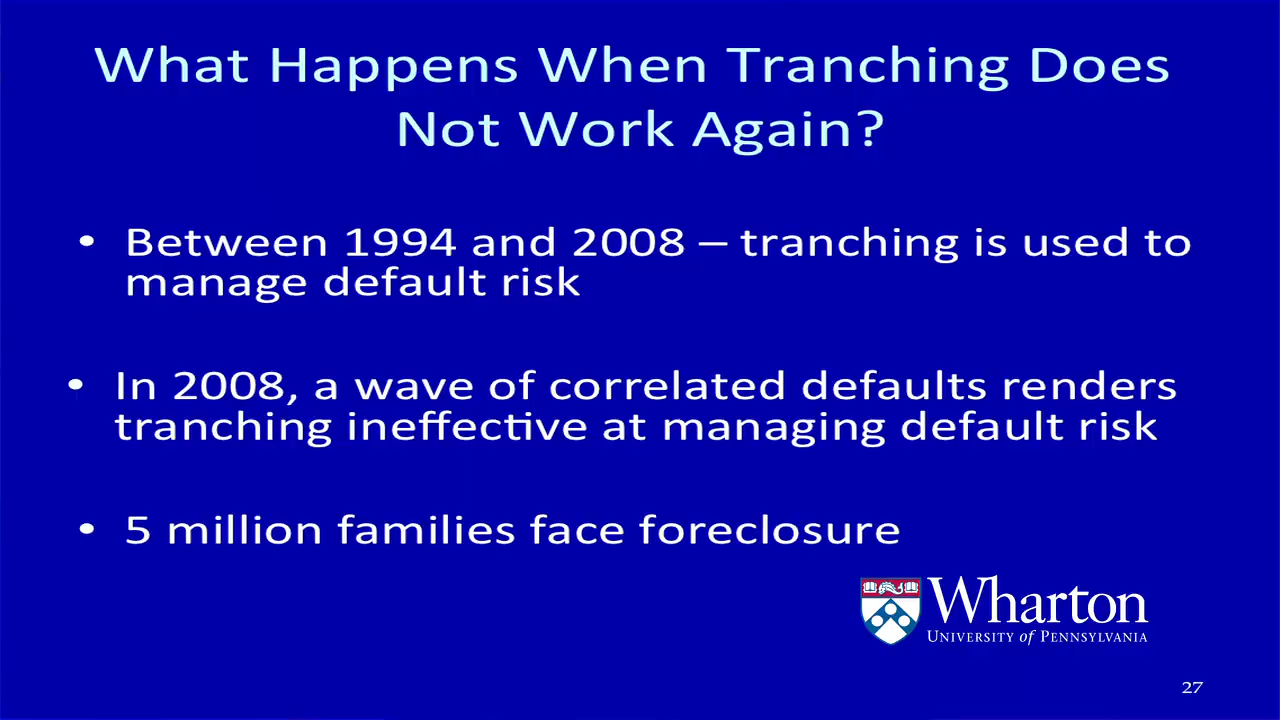 What Happens When Tranching Does
Not Work Again?
• Between 1994 and 2008 – tranching is used to
manage default risk
• In 2008, a wave of correlated defaults renders
tranching ineffective at managing default risk
• 5 million families face foreclosure
Wharton
UNIVERSITY of PENNSYLVANIA
27